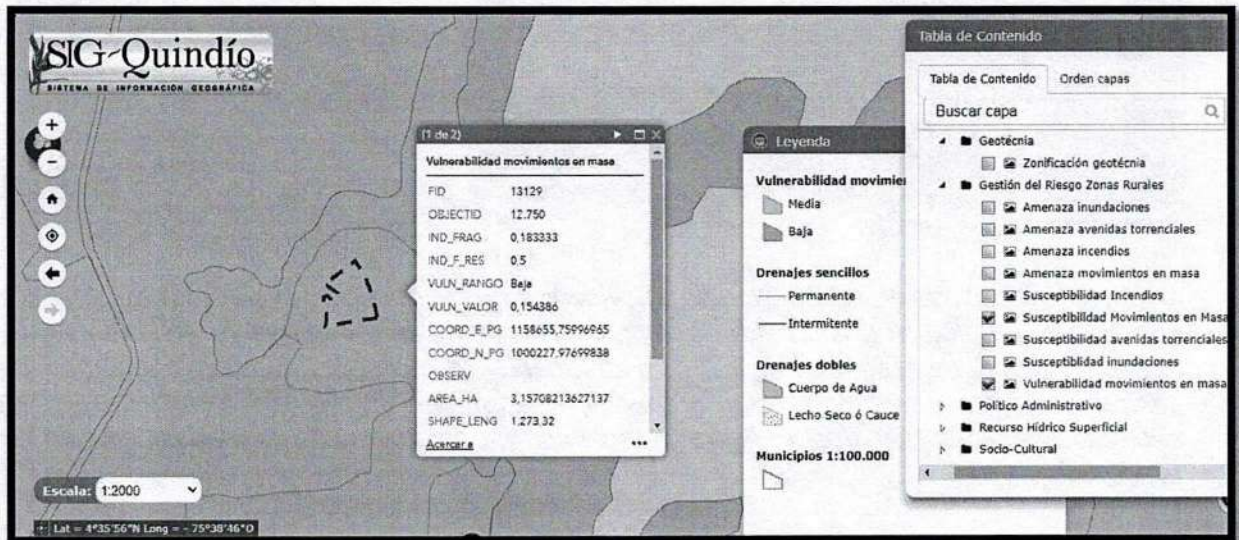 SIG-Quindío
SISTEMA DE INFORMACIÓN GEOGRÁFICA
Escala: 1:2000
Lat = 4°35'56"N Long = - 75°38'46"O
(1 de 2)
Vulnerabilidad movimientos en masa
FID 13129
OBJECTID 12.750
IND_FRAG 0,183333
IND_F_RES 0,5
VULN_RANGO Baja
VULN_VALOR 0,154386
COORD_E_PG 1158655,75996965
COORD_N_PG 1000227,97699838
OBSERV
AREA_HA 3,15708213627137
SHAPE_LENG 1.273,32
Acercar a
Leyenda
Vulnerabilidad movimie
Media
Baja
Drenajes sencillos
Permanente
Intermitente
Drenajes dobles
Cuerpo de Agua
Lecho Seco ó Cauce
Municipios 1:100.000
Tabla de Contenido
Tabla de Contenido Orden capas
Buscar capa
Geotécnia
Zonificación geotécnia
Gestión del Riesgo Zonas Rurales
Amenaza inundaciones
Amenaza avenidas torrenciales
Amenaza incendios
Amenaza movimientos en masa
Susceptibilidad Incendios
Susceptibilidad Movimientos en Masa
Susceptibilidad avenidas torrenciales
Susceptiblidad inundaciones
Vulnerabilidad movimientos en masa
Político Administrativo
Recurso Hídrico Superficial
Socio-Cultural